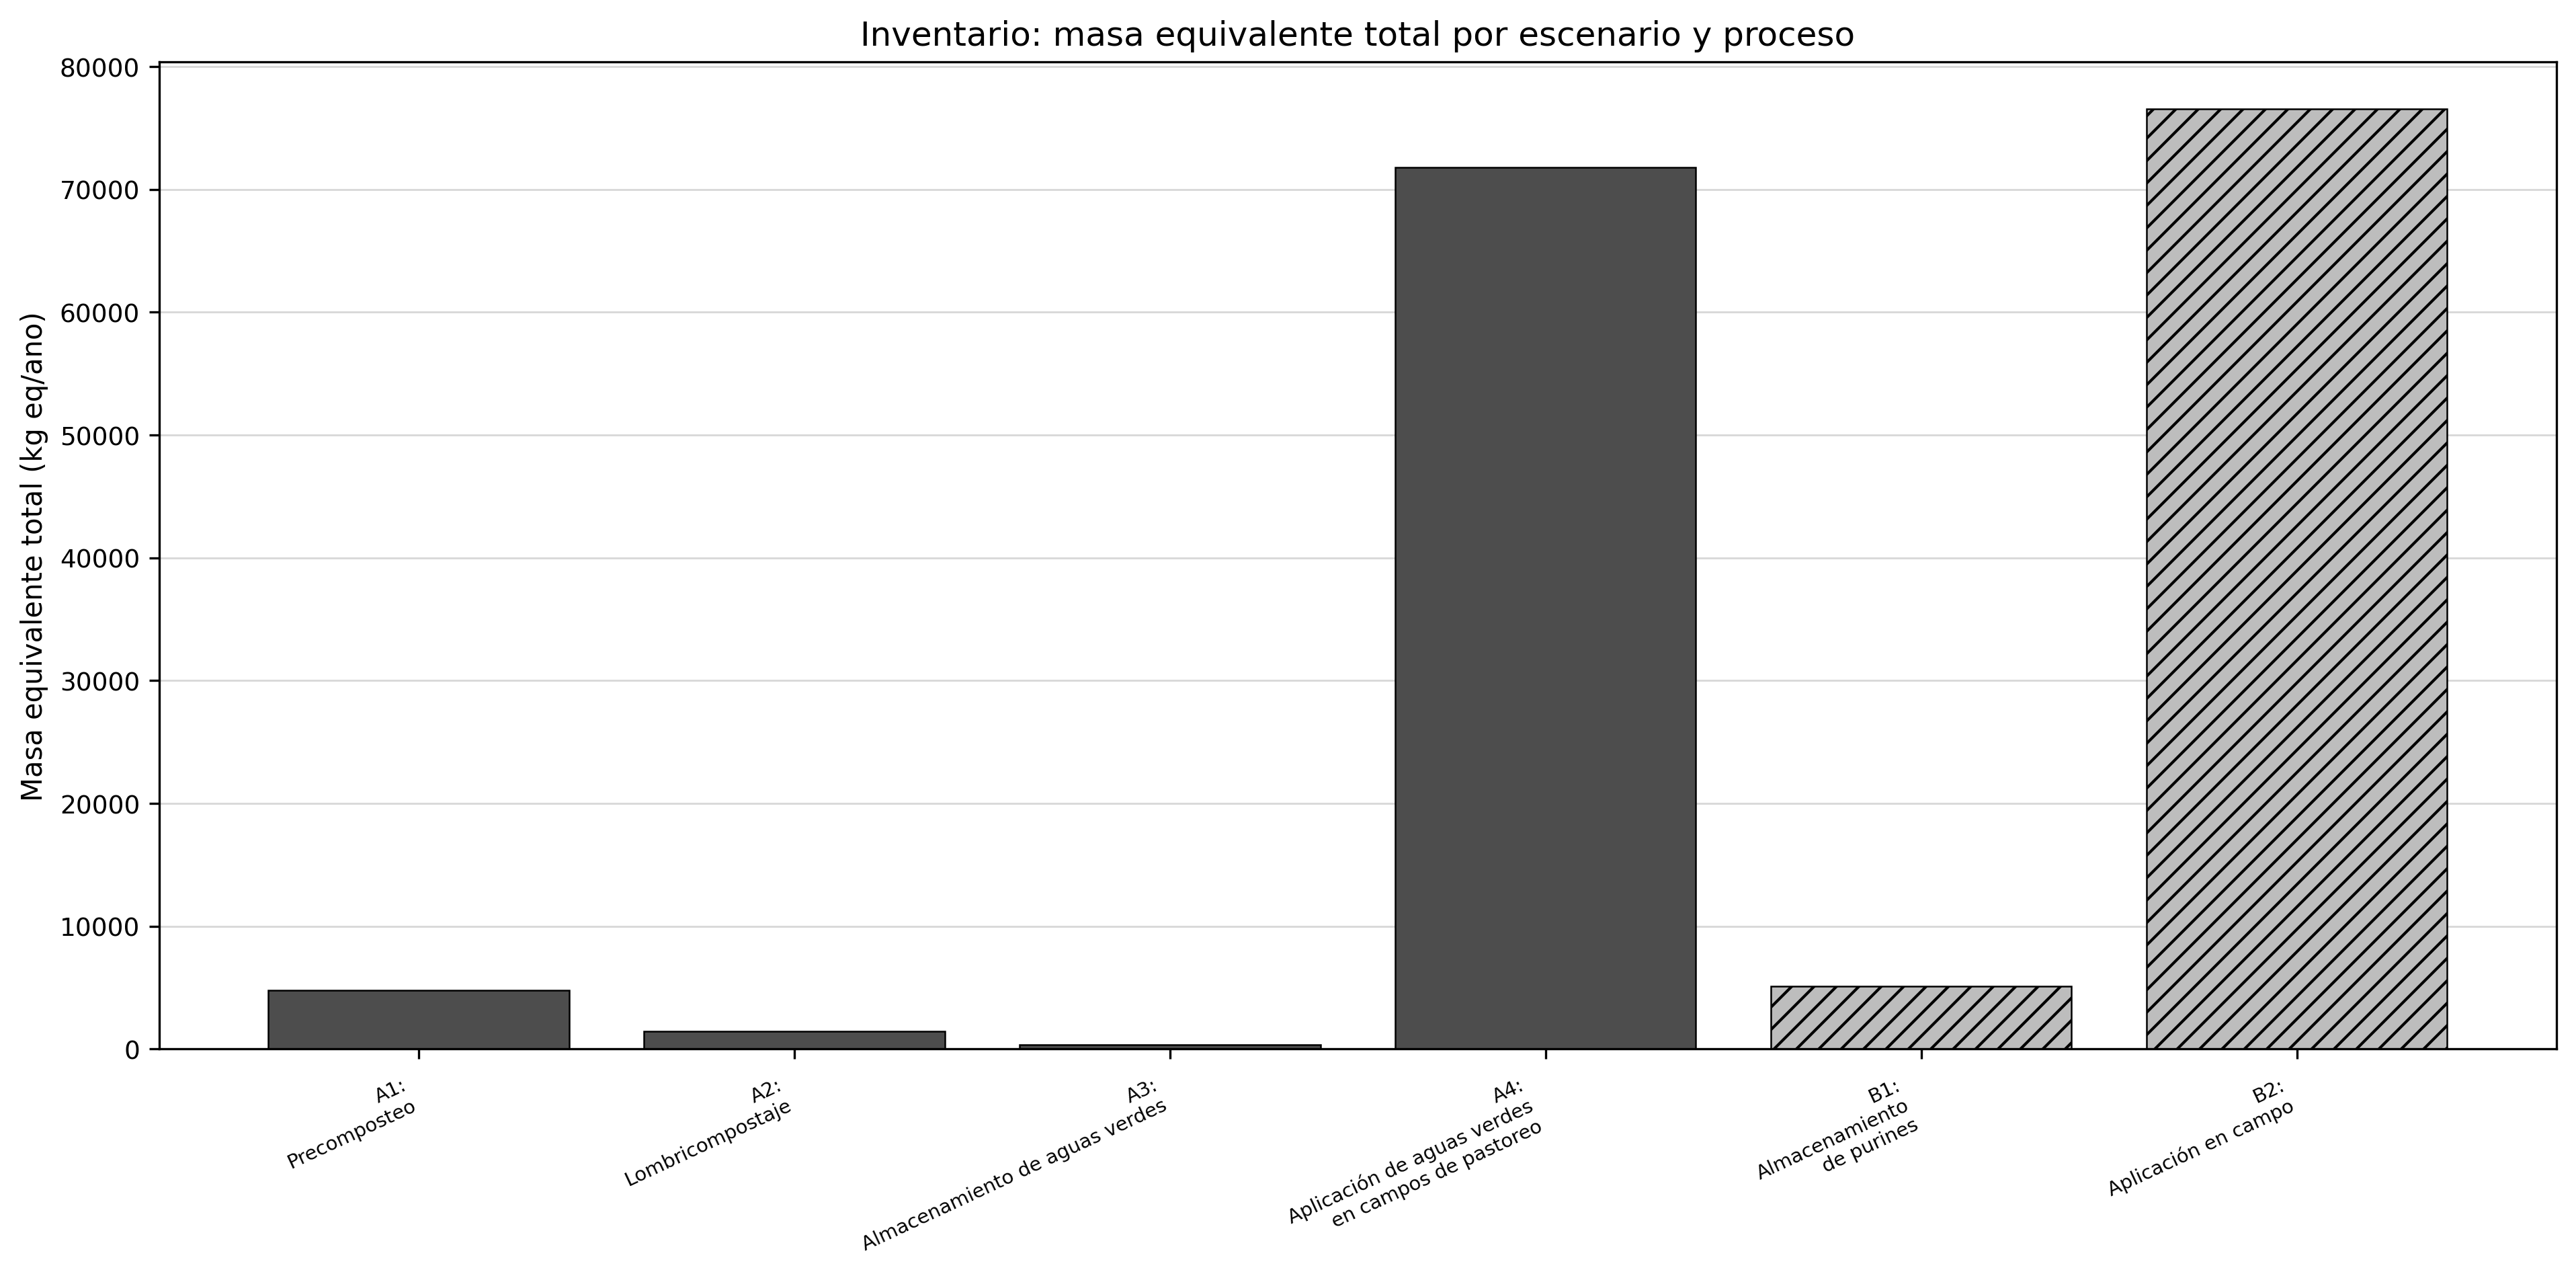 Inventario: masa equivalente total por escenario y proceso
Masa equivalente total (kg eq/ano)
80000
70000
60000
50000
40000
30000
20000
10000
0
A1:
Precomposteo
A2:
Lombricompostaje
A3:
Almacenamiento de aguas verdes
A4:
Aplicación de aguas verdes
en campos de pastoreo
B1:
Almacenamiento
de purines
B2:
Aplicación en campo